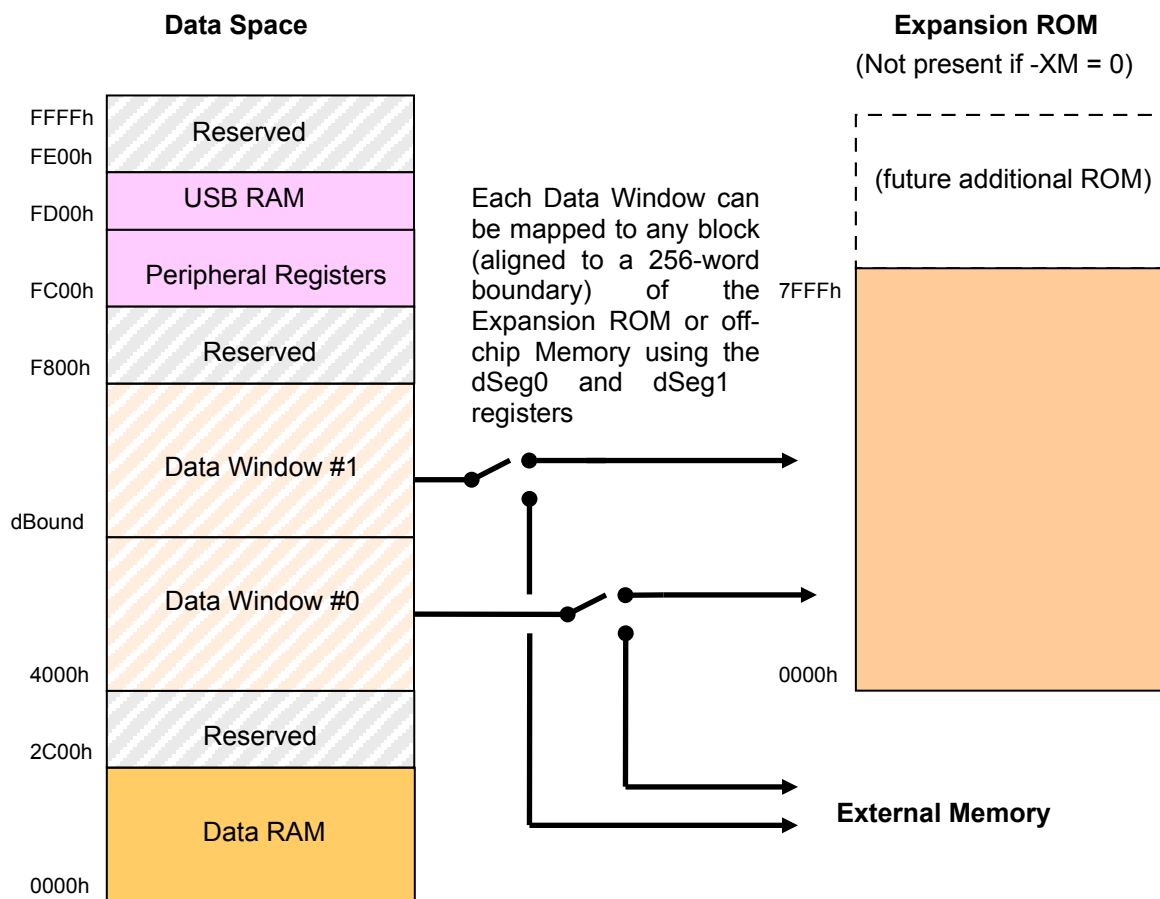 Data Space
Expansion ROM
(Not present if -XM = 0)
FFFFh
Reserved
FE00h
USB RAM
FD00h
Peripheral Registers
FC00h
Reserved
F800h
Data Window #1
dBound
Data Window #0
4000h
Reserved
2C00h
Data RAM
0000h
Each Data Window can
be mapped to any block
(aligned to a 256-word
boundary) of the
Expansion ROM or off-
chip Memory using the
dSeg0 and dSeg1
registers
(future additional ROM)
7FFFh
0000h
External Memory